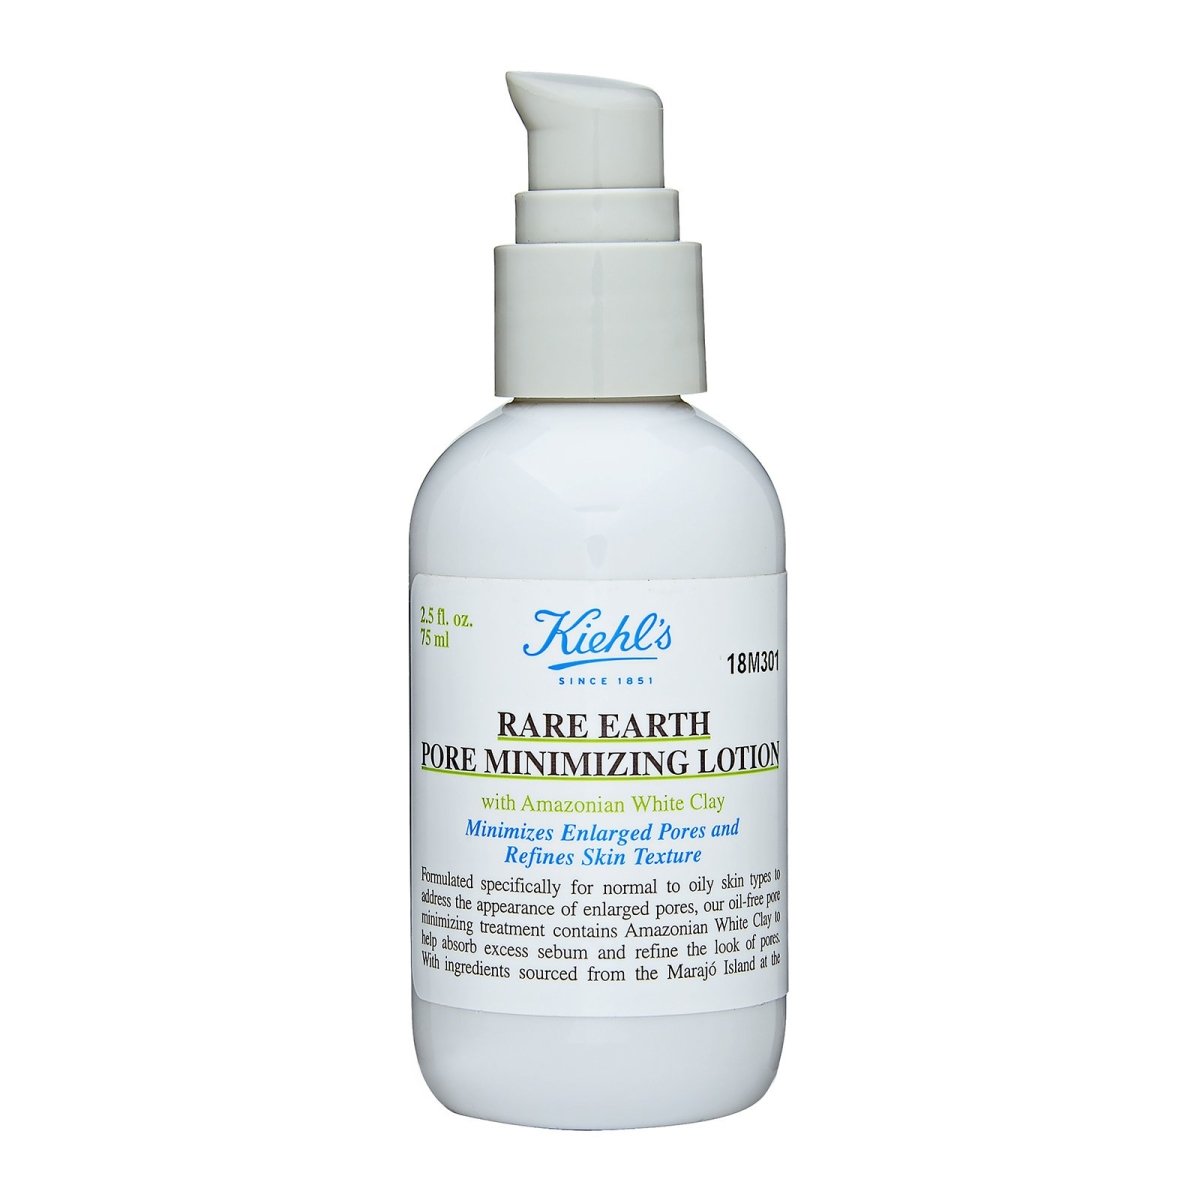 2.5 fl. oz.
75 ml
Kiehl's
SINCE 1851
18M301
RARE EARTH
PORE MINIMIZING LOTION
with Amazonian White Clay
Minimizes Enlarged Pores and
Refines Skin Texture
Formulated specifically for normal to oily skin types to
address the appearance of enlarged pores, our oil-free pore
minimizing treatment contains Amazonian White Clay to
help absorb excess sebum and refine the look of pores.
With ingredients sourced from the Marajó Island at the